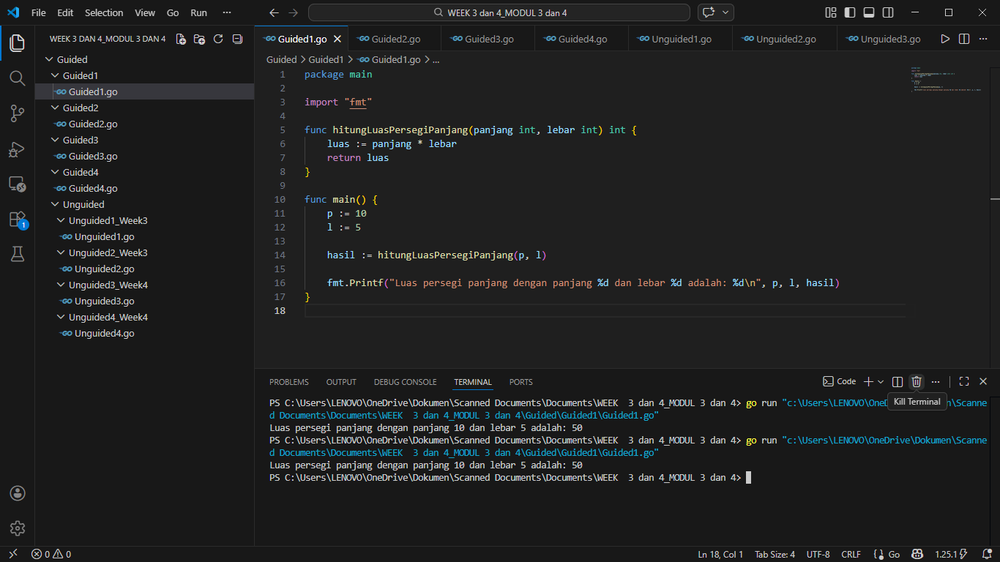 File Edit Selection View Go Run ··· WEEK 3 dan 4_MODUL 3 dan 4
WEEK 3 DAN 4_MODUL 3 DAN 4
Guided
Guided1
Guided1.go
Guided2
Guided2.go
Guided3
Guided3.go
Guided4
Guided4.go
Unguided
Unguided1_Week3
Unguided1.go
Unguided2_Week3
Unguided2.go
Unguided3_Week4
Unguided3.go
Unguided4_Week4
Unguided4.go
1
Guided1.go Guided2.go Guided3.go Guided4.go Unguided1.go Unguided2.go Unguided3.go
Guided > Guided1 > Guided1.go > ...
1 package main
2
3 import "fmt"
4
5 func hitungLuasPersegiPanjang(panjang int, lebar int) int {
6 luas := panjang * lebar
7 return luas
8 }
9
10 func main() {
11 p := 10
12 l := 5
13
14 hasil := hitungLuasPersegiPanjang(p, l)
15
16 fmt.Printf("Luas persegi panjang dengan panjang %d dan lebar %d adalah: %d\n", p, l, hasil)
17 }
18
PROBLEMS OUTPUT DEBUG CONSOLE TERMINAL PORTS Code
Kill Terminal
PS C:\Users\LENOVO\OneDrive\Dokumen\Scanned Documents\Documents\WEEK  3 dan 4_MODUL 3 dan 4> go run "c:\Users\LENOVO\OneD en\Scanne
d Documents\Documents\WEEK  3 dan 4_MODUL 3 dan 4\Guided\Guided1\Guided1.go"
Luas persegi panjang dengan panjang 10 dan lebar 5 adalah: 50
PS C:\Users\LENOVO\OneDrive\Dokumen\Scanned Documents\Documents\WEEK  3 dan 4_MODUL 3 dan 4> go run "c:\Users\LENOVO\OneDrive\Dokumen\Scanne
d Documents\Documents\WEEK  3 dan 4_MODUL 3 dan 4\Guided\Guided1\Guided1.go"
Luas persegi panjang dengan panjang 10 dan lebar 5 adalah: 50
PS C:\Users\LENOVO\OneDrive\Dokumen\Scanned Documents\Documents\WEEK  3 dan 4_MODUL 3 dan 4>
0 0 Ln 18, Col 1 Tab Size: 4 UTF-8 CRLF {} Go 1.25.1